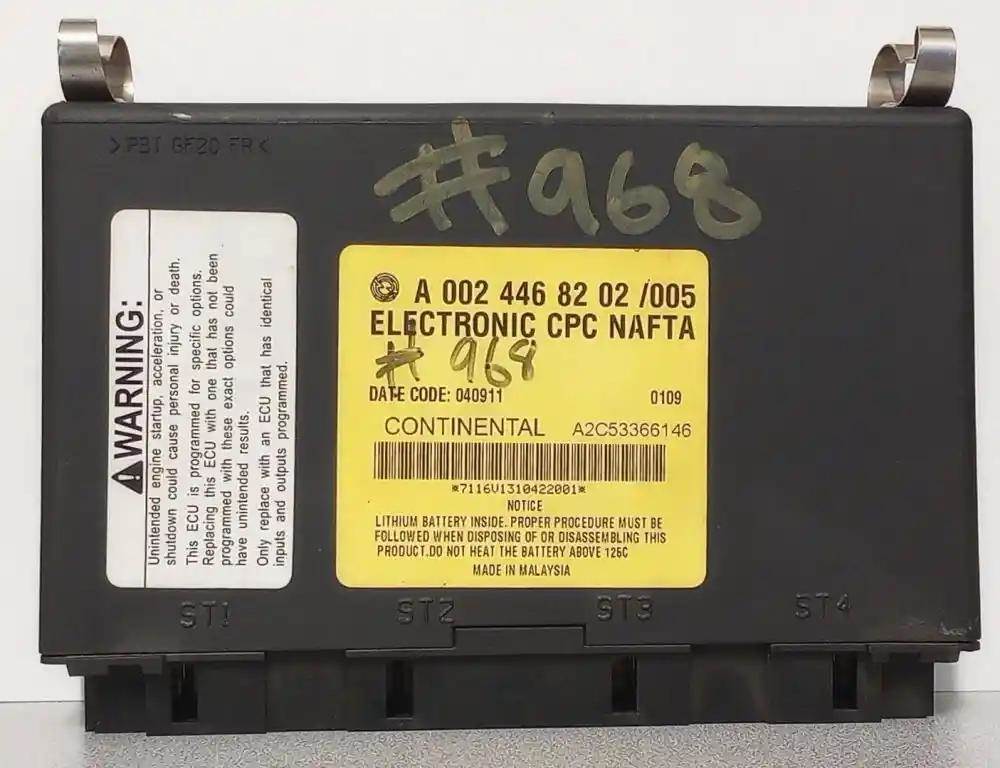 >PBT GF20 FR<
#968
WARNING:
Unintended engine startup, acceleration, or
shutdown could cause personal injury or death.
This ECU is programmed for specific options.
Replacing this ECU with one that has not been
programmed with these exact options could
have unintended results.
Only replace with an ECU that has identical
inputs and outputs programmed.
A 002 446 82 02 /005
ELECTRONIC CPC NAFTA
# 968
DATE CODE: 040911 0109
CONTINENTAL A2C53366146
*7116V1310422001*
NOTICE
LITHIUM BATTERY INSIDE. PROPER PROCEDURE MUST BE
FOLLOWED WHEN DISPOSING OF OR DISASSEMBLING THIS
PRODUCT.DO NOT HEAT THE BATTERY ABOVE 125C
MADE IN MALAYSIA
ST1 ST2 ST3 ST4